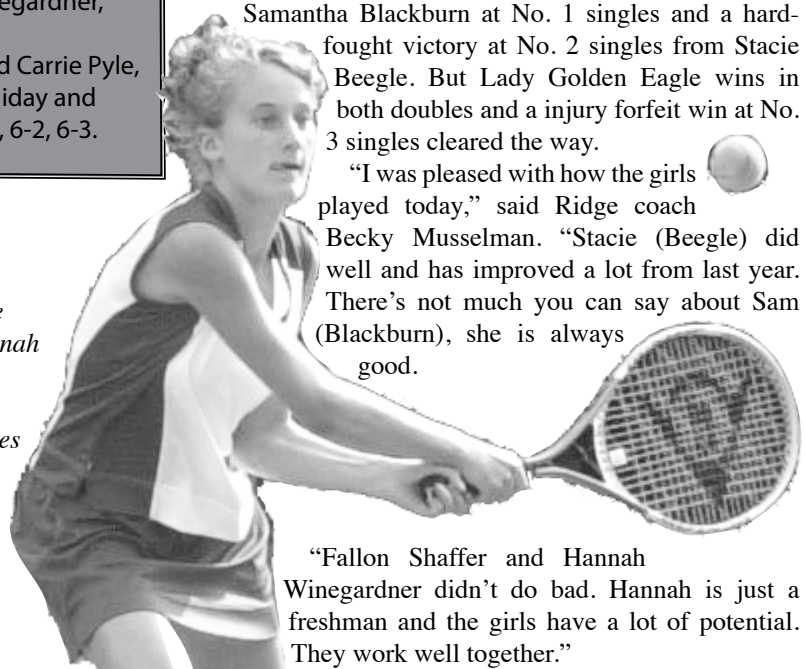 egardner,
d Carrie Pyle,
iday and
, 6-2, 6-3.
e
nah
es
Samantha Blackburn at No. 1 singles and a hard-
fought victory at No. 2 singles from Stacie
Beegle. But Lady Golden Eagle wins in
both doubles and a injury forfeit win at No.
3 singles cleared the way.
“I was pleased with how the girls
played today,” said Ridge coach
Becky Musselman. “Stacie (Beegle) did
well and has improved a lot from last year.
There’s not much you can say about Sam
(Blackburn), she is always
good.
“Fallon Shaffer and Hannah
Winegardner didn’t do bad. Hannah is just a
freshman and the girls have a lot of potential.
They work well together.”